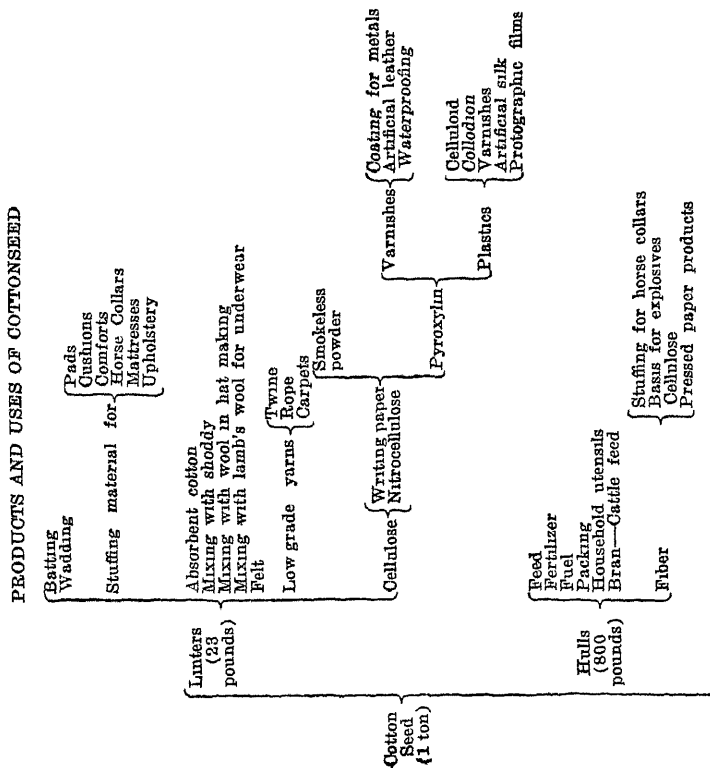 PRODUCTS AND USES OF COTTONSEED
Cotton
Seed
(1 ton)
Linters
(23
pounds)
Batting
Wadding
Stuffing material for
Pads
Cushions
Comforts
Horse Collars
Mattresses
Upholstery
Absorbent cotton
Mixing with shoddy
Mixing with wool in hat making
Mixing with lamb's wool for underwear
Felt
Low grade yarns
Twine
Rope
Carpets
Cellulose
Writing paper
Nitrocellulose
Smokeless
powder
Pyroxylin
Varnishes
Coating for metals
Artificial leather
Waterproofing
Plastics
Celluloid
Collodion
Varnishes
Artificial silk
Protographic films
Hulls
(800
pounds)
Feed
Fertilizer
Fuel
Packing
Household utensils
Bran—Cattle feed
Fiber
Stuffing for horse collars
Basis for explosives
Cellulose
Pressed paper products